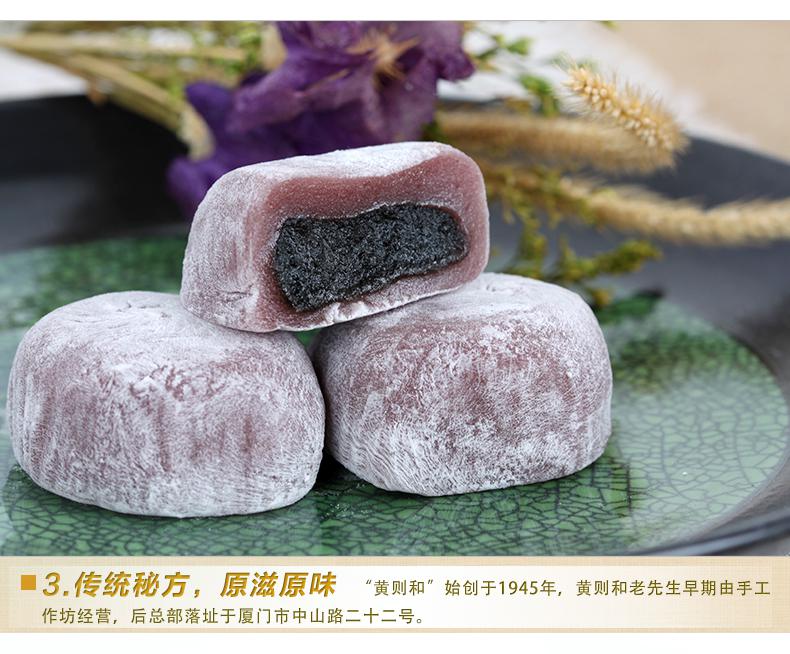 3.传统秘方，原滋原味 “黄则和”始创于1945年，黄则和老先生早期由手工
作坊经营，后总部落址于厦门市中山路二十二号。